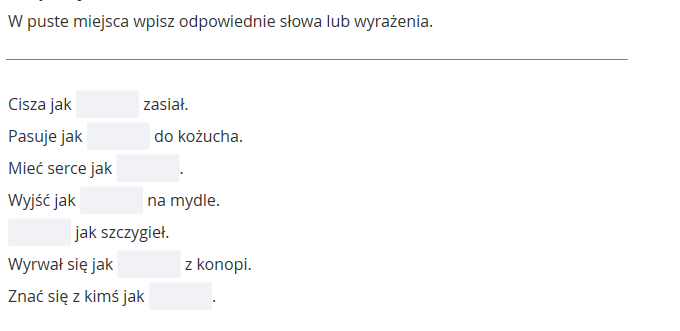 W puste miejsca wpisz odpowiednie słowa lub wyrażenia.
Cisza jak zasiał.
Pasuje jak do kożucha.
Mieć serce jak .
Wyjść jak na mydle.
jak szczygieł.
Wyrwał się jak z konopi.
Znać się z kimś jak .